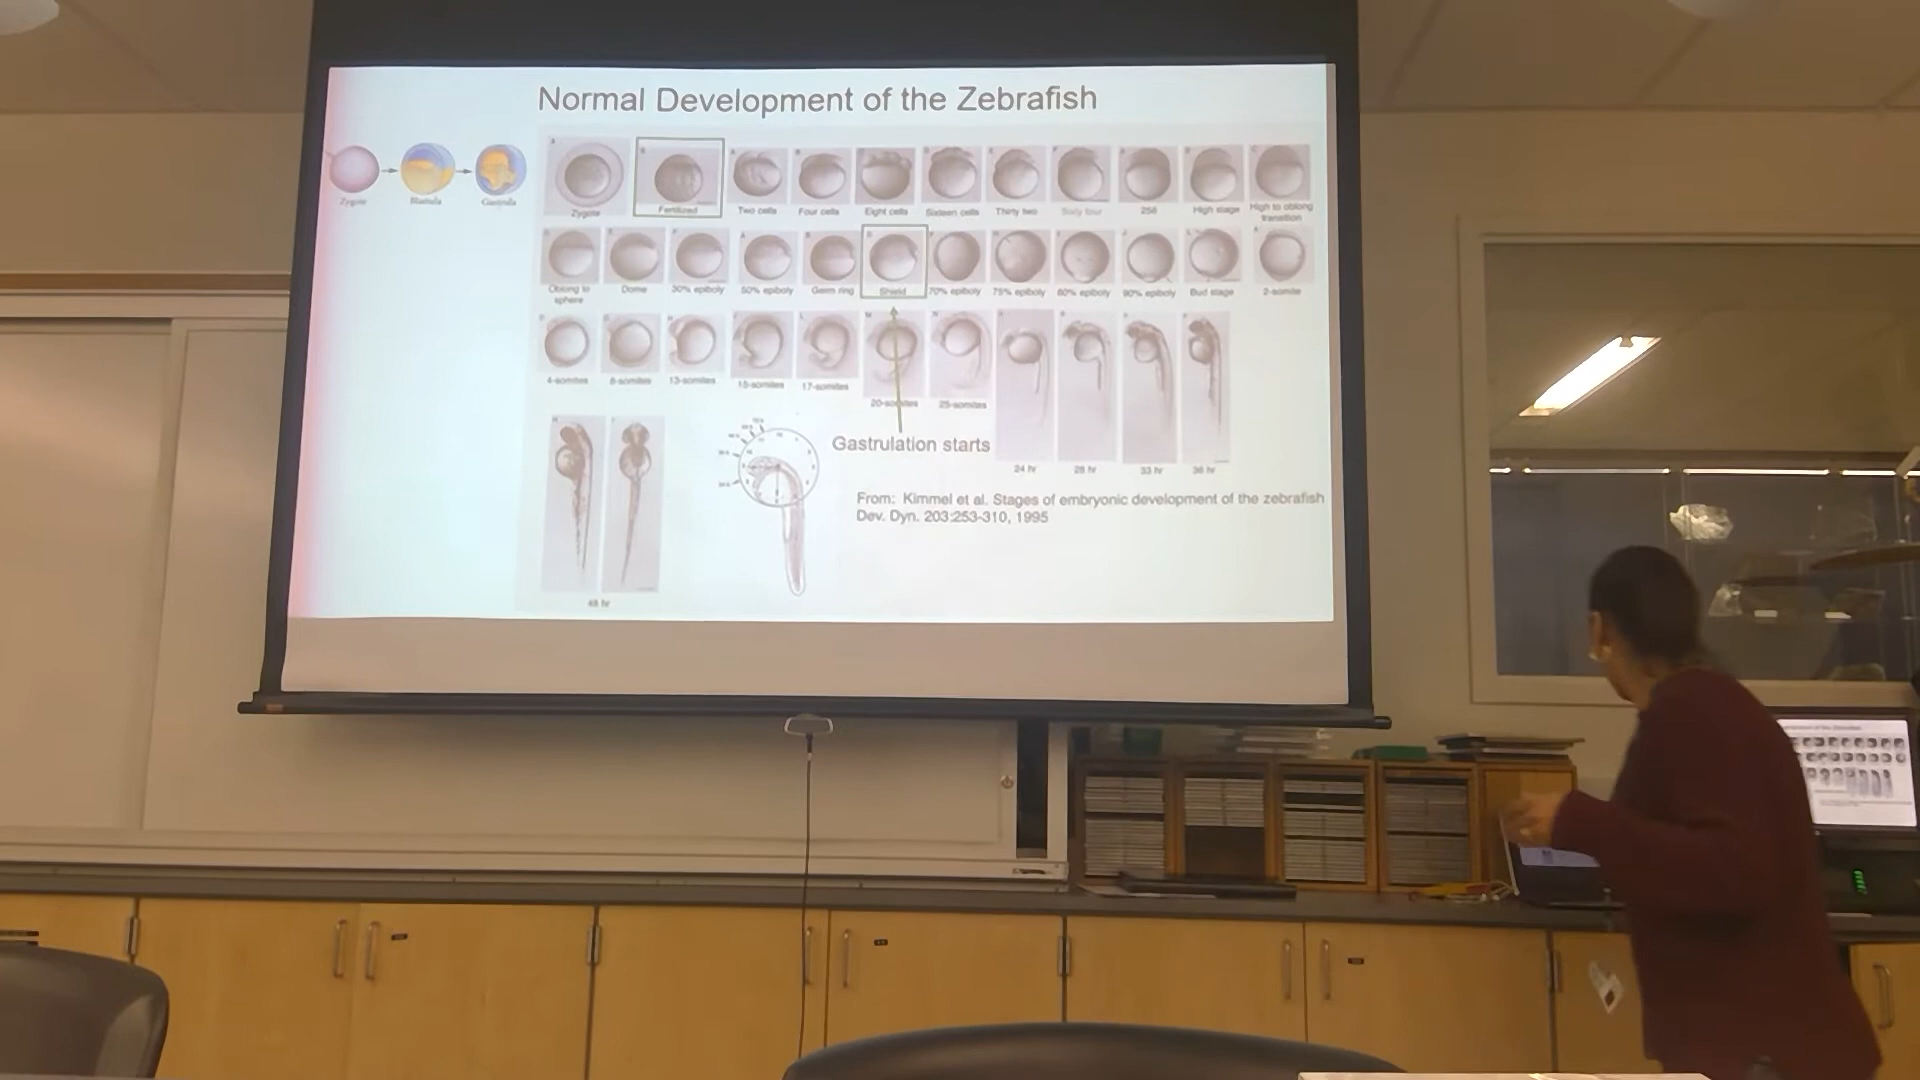 Normal Development of the Zebrafish
Zygote
Blastula
Gastrula
Zygote
Fertilized
Two cells
Four cells
Eight cells
Sixteen cells
Thirty two
Sixty four
256
High stage
High to oblong
transition
Oblong to
sphere
Dome
30% epiboly
50% epiboly
Germ ring
Shield
70% epiboly
75% epiboly
90% epiboly
Bud stage
2-somite
4-somites
8-somites
13-somites
15-somites
17-somites
20-somites
25-somites
Gastrulation starts
24 hr
28 hr
33 hr
36 hr
From: Kimmel et al. Stages of embryonic development of the zebrafish
Dev. Dyn. 203:253-310, 1995
48 hr